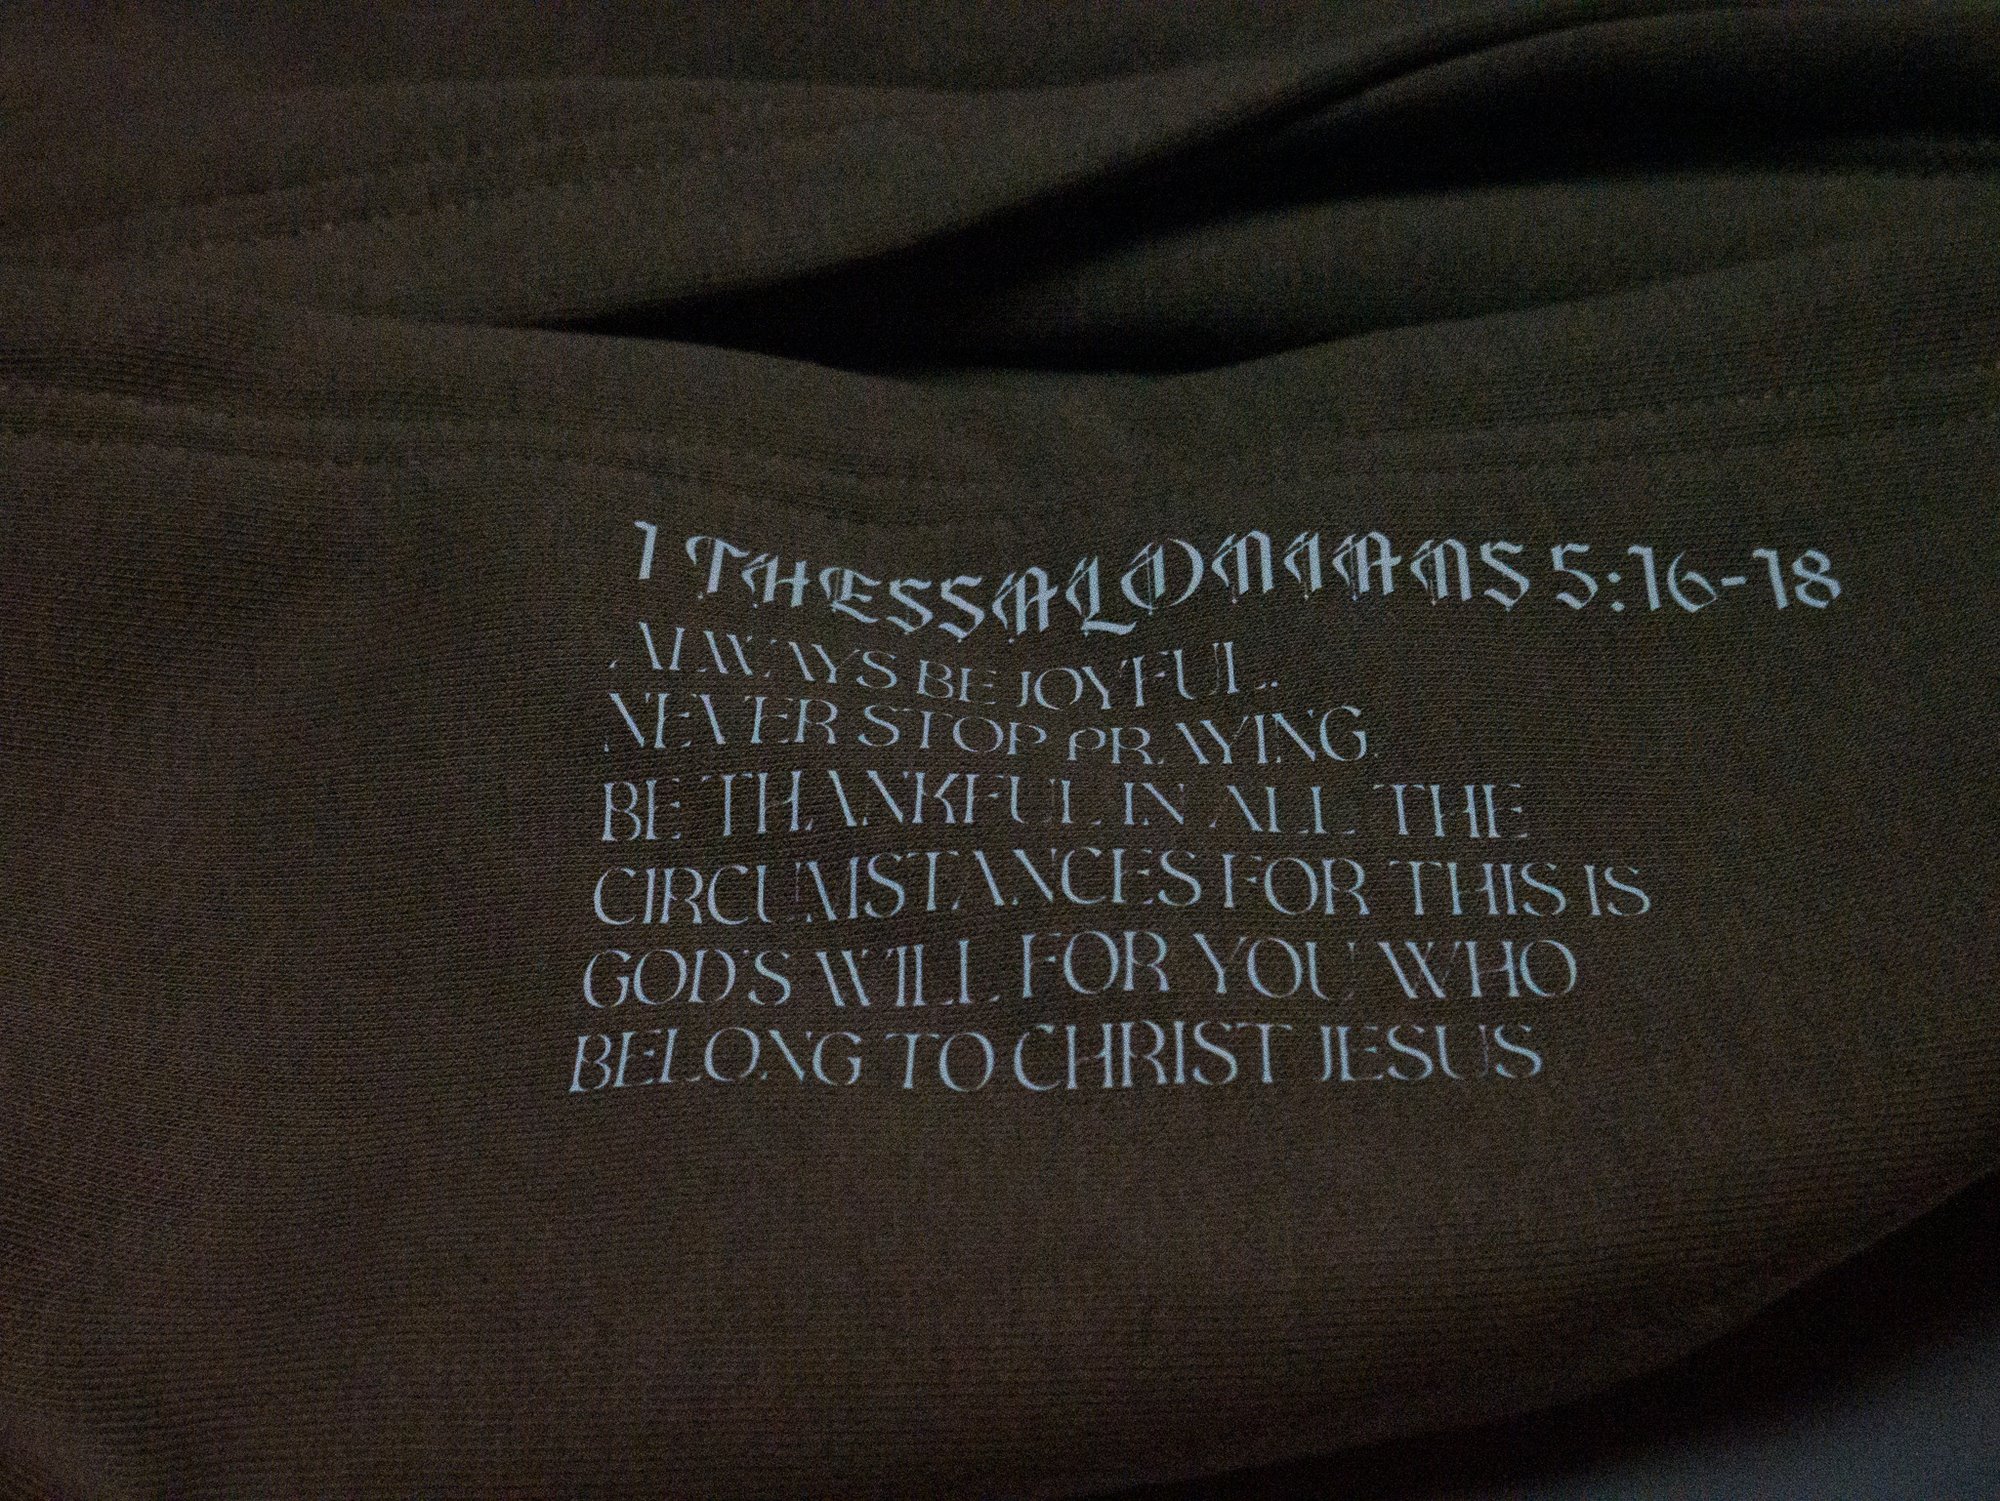 1 THESSALONIANS 5:16-18
ALWAYS BE JOYFUL.
NEVER STOP PRAYING.
BE THANKFUL IN ALL THE
CIRCUMSTANCES FOR THIS IS
GOD'S WILL FOR YOU WHO
BELONG TO CHRIST JESUS